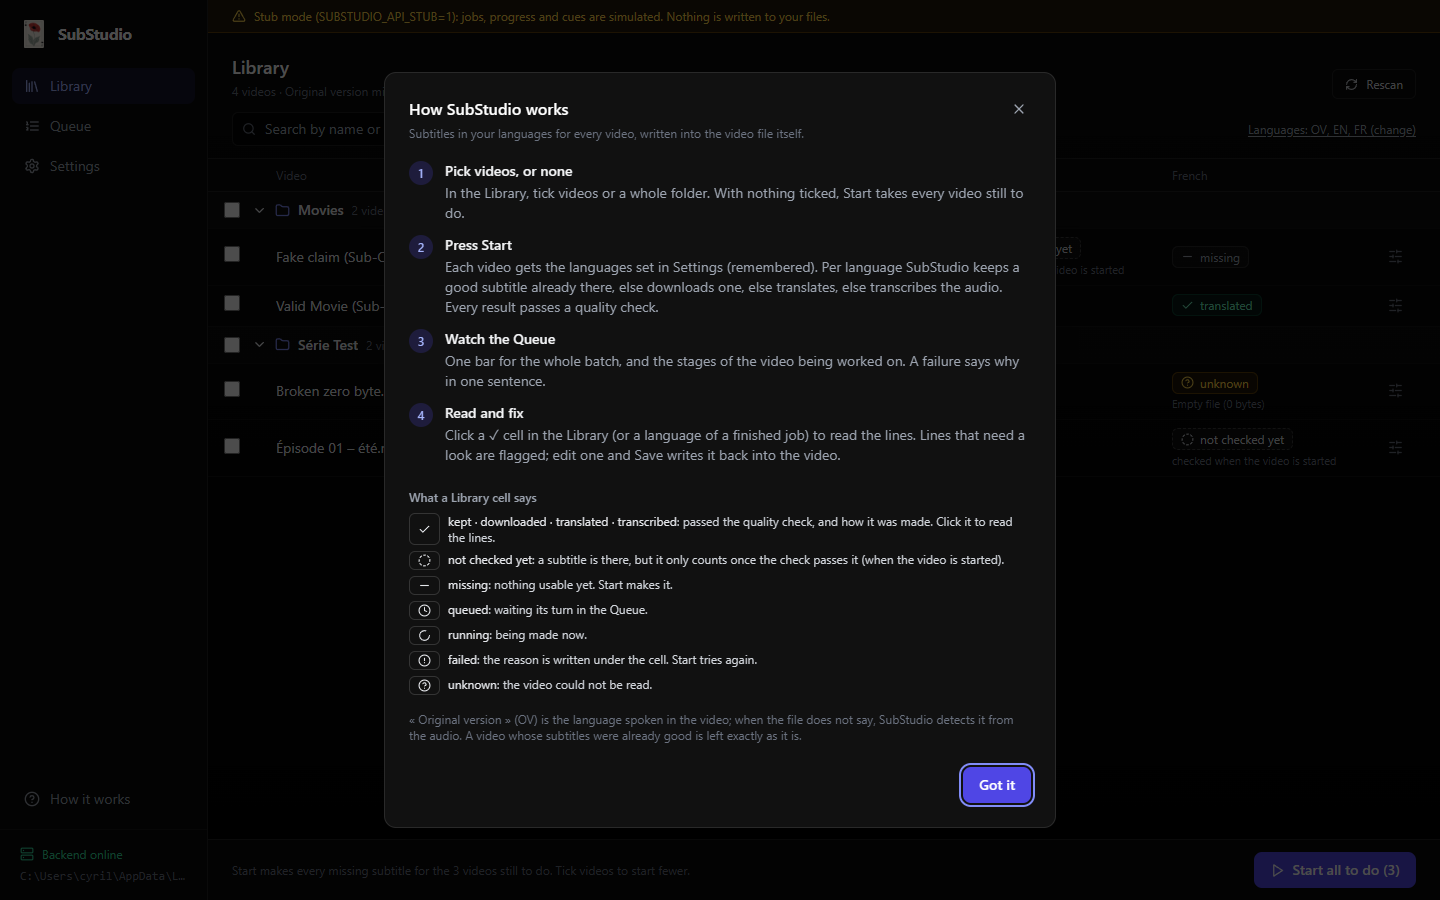 SubStudio
Library
Queue
Settings
How it works
Backend online
C:\Users\cyril\AppData\L…
Stub mode (SUBSTUDIO_API_STUB=1): jobs, progress and cues are simulated. Nothing is written to your files.
Library
4 videos · Original version mi
Rescan
Search by name or
Languages: OV, EN, FR (change)
Video
French
Movies 2 vide
Fake claim (Sub-C
yet
ideo is started
missing
Valid Movie (Sub-
translated
Série Test 2 vi
Broken zero byte.
unknown
Empty file (0 bytes)
Épisode 01 – été.r
not checked yet
checked when the video is started
Start makes every missing subtitle for the 3 videos still to do. Tick videos to start fewer.
Start all to do (3)
How SubStudio works
Subtitles in your languages for every video, written into the video file itself.
1 Pick videos, or none
In the Library, tick videos or a whole folder. With nothing ticked, Start takes every video still to
do.
2 Press Start
Each video gets the languages set in Settings (remembered). Per language SubStudio keeps a
good subtitle already there, else downloads one, else translates, else transcribes the audio.
Every result passes a quality check.
3 Watch the Queue
One bar for the whole batch, and the stages of the video being worked on. A failure says why
in one sentence.
4 Read and fix
Click a ✓ cell in the Library (or a language of a finished job) to read the lines. Lines that need a
look are flagged; edit one and Save writes it back into the video.
What a Library cell says
kept · downloaded · translated · transcribed: passed the quality check, and how it was made. Click it to read
the lines.
not checked yet: a subtitle is there, but it only counts once the check passes it (when the video is started).
missing: nothing usable yet. Start makes it.
queued: waiting its turn in the Queue.
running: being made now.
failed: the reason is written under the cell. Start tries again.
unknown: the video could not be read.
« Original version » (OV) is the language spoken in the video; when the file does not say, SubStudio detects it from
the audio. A video whose subtitles were already good is left exactly as it is.
Got it